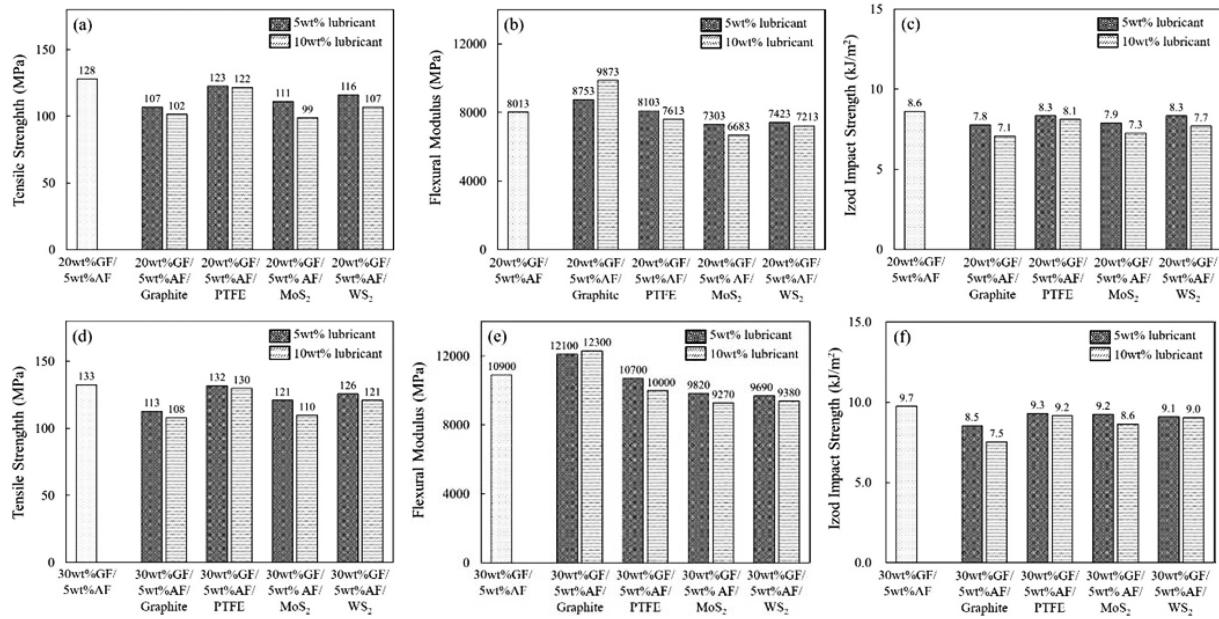 (a)
5wt% lubricant
10wt% lubricant
Tensile Strenghth (MPa)
150
100
50
0
128
107
102
123
122
111
99
116
107
20wt%GF/ 20wt%GF/ 20wt%GF/ 20wt%GF/ 20wt%GF/
5wt%AF 5wt%AF/ 5wt%AF/ 5wt%AF/ 5wt%AF/
Graphite PTFE MoS₂ WS₂
(b)
5wt% lubricant
10wt% lubricant
Flexural Modulus (MPa)
12000
8000
4000
0
8013
8753
9873
8103
7613
7303
6683
7423
7213
20wt%GF/ 20wt%GF/ 20wt%GF/ 20wt%GF/ 20wt%GF/
5wt%AF 5wt%AF/ 5wt%AF/ 5wt%AF/ 5wt%AF/
Graphite PTFE MoS₂ WS₂
(c)
5wt% lubricant
10wt% lubricant
Izod Impact Strength (kJ/m²)
15
10
5
0
8.6
7.8
7.1
8.3
8.1
7.9
7.3
8.3
7.7
20wt%GF/ 20wt%GF/ 20wt%GF/ 20wt%GF/ 20wt%GF/
5wt%AF 5wt%AF/ 5wt%AF/ 5wt%AF/ 5wt%AF/
Graphite PTFE MoS₂ WS₂
(d)
5wt% lubricant
10wt% lubricant
Tensile Strenghth (MPa)
150
100
50
0
133
113
108
132
130
121
110
126
121
30wt%GF/ 30wt%GF/ 30wt%GF/ 30wt%GF/ 30wt%GF/
5wt%AF 5wt%AF/ 5wt%AF/ 5wt%AF/ 5wt%AF/
Graphite PTFE MoS₂ WS₂
(e)
5wt% lubricant
10wt% lubricant
Flexural Modulus (MPa)
12000
8000
4000
0
10900
12100
12300
10700
10000
9820
9270
9690
9380
30wt%GF/ 30wt%GF/ 30wt%GF/ 30wt%GF/ 30wt%GF/
5wt%AF 5wt%AF/ 5wt%AF/ 5wt%AF/ 5wt%AF/
Graphite PTFE MoS₂ WS₂
(f)
5wt% lubricant
10wt% lubricant
Izod Impact Strength (kJ/m²)
15.0
10.0
5.0
0.0
9.7
8.5
7.5
9.3
9.2
9.2
8.6
9.1
9.0
30wt%GF/ 30wt%GF/ 30wt%GF/ 30wt%GF/ 30wt%GF/
5wt%AF 5wt%AF/ 5wt%AF/ 5wt%AF/ 5wt%AF/
Graphite PTFE MoS₂ WS₂